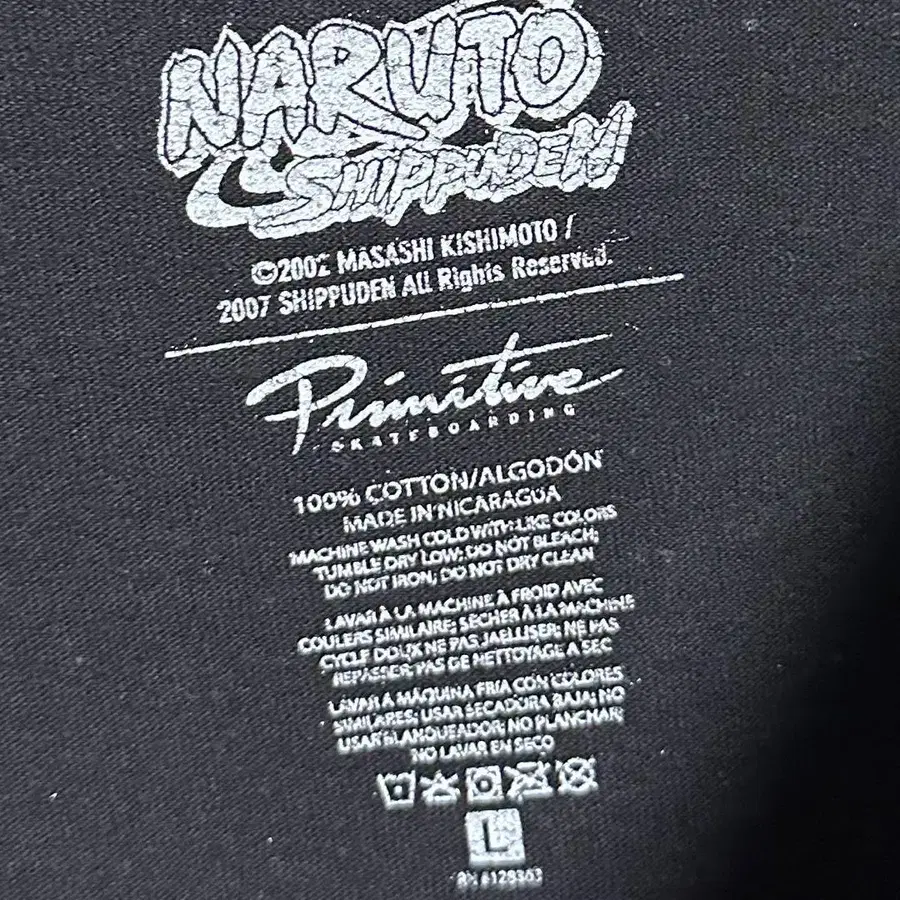 NARUTO
SHIPPUDEN
©2002 MASASHI KISHIMOTO /
2007 SHIPPUDEN All Rights Reserved.
Primitive
SKATEBOARDING
100% COTTON/ALGODÓN
MADE IN NICARAGUA
MACHINE WASH COLD WITH LIKE COLORS
TUMBLE DRY LOW; DO NOT BLEACH;
DO NOT IRON; DO NOT DRY CLEAN
LAVAR À LA MACHINE À FROID AVEC
COULERS SIMILAIRE; SÉCHER À LA MACHINE
CYCLE DOUX NE PAS JAELLISER; NE PAS
REPASSER; PAS DE NETTOYAGE A SEC
LAVAR A MÁQUINA FRIA CON COLORES
SIMILARES; USAR SECADORA BAJA; NO
USAR BLANQUEADOR; NO PLANCHAR
NO LAVAR EN SECO
L